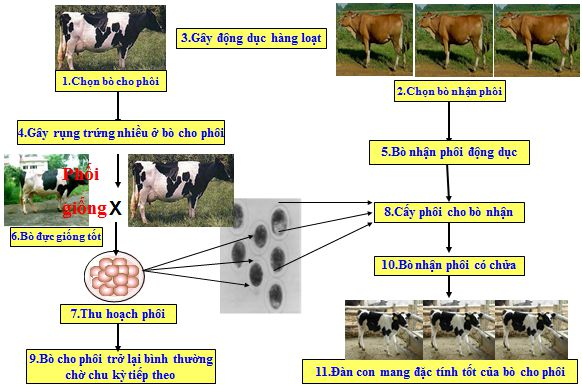 3.Gây động dục hàng loạt
1.Chọn bò cho phôi
2.Chọn bò nhận phôi
4.Gây rụng trứng nhiều ở bò cho phôi
5.Bò nhận phôi động dục
Phối
giống X
6.Bò đực giống tốt
8.Cấy phôi cho bò nhận
7.Thu hoạch phôi
10.Bò nhận phôi có chửa
9.Bò cho phôi trở lại bình thường
chờ chu kỳ tiếp theo
11.Đàn con mang đặc tính tốt của bò cho phôi